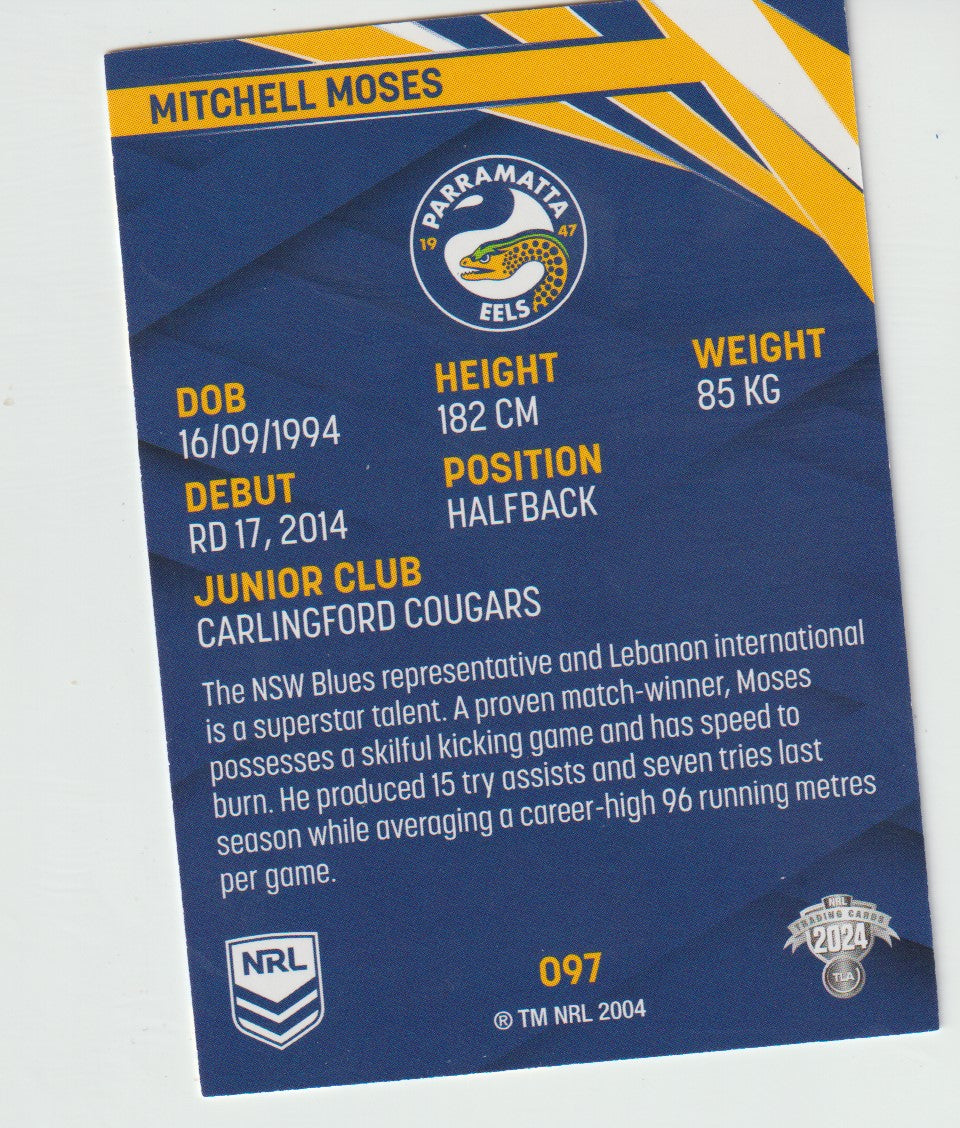 MITCHELL MOSES
PARRAMATTA
19 47
EELS
DOB
16/09/1994
HEIGHT
182 CM
WEIGHT
85 KG
DEBUT
RD 17, 2014
POSITION
HALFBACK
JUNIOR CLUB
CARLINGFORD COUGARS
The NSW Blues representative and Lebanon international
is a superstar talent. A proven match-winner, Moses
possesses a skilful kicking game and has speed to
burn. He produced 15 try assists and seven tries last
season while averaging a career-high 96 running metres
per game.
NRL
097
® TM NRL 2004
NRL
TRADING CARDS
2024
TLA